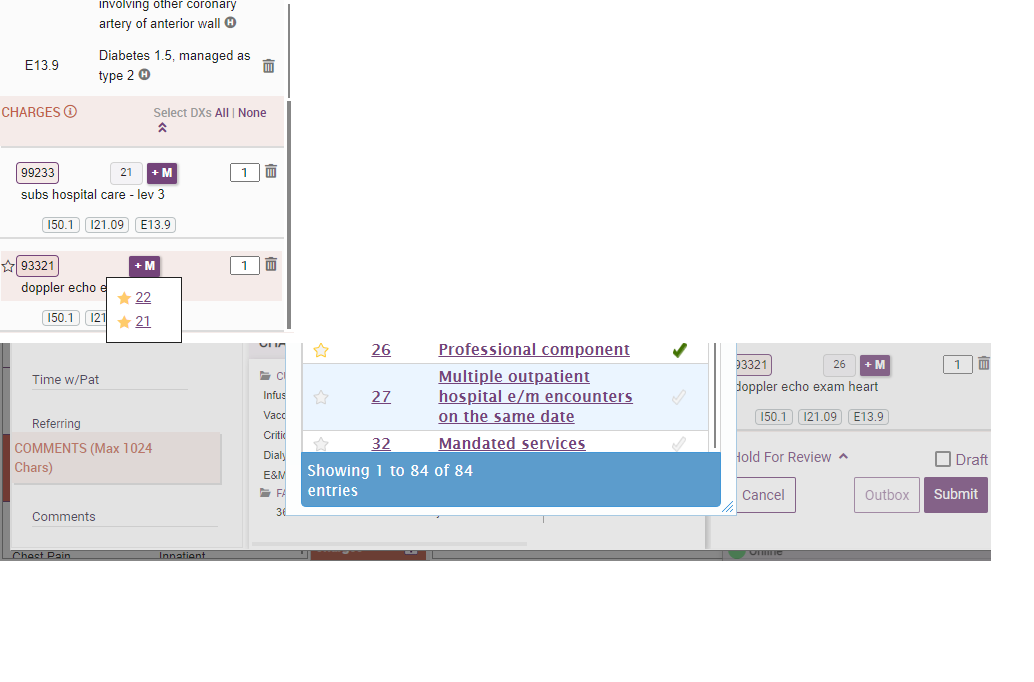 involving other coronary
artery of anterior wall H
E13.9
Diabetes 1.5, managed as
type 2 H
CHARGES
Select DXs All | None
99233 21 + M 1
subs hospital care - lev 3
I50.1 I21.09 E13.9
93321 + M 1
doppler echo e
I50.1 I21
22
21
Time w/Pat
Referring
COMMENTS (Max 1024
Chars)
Comments
Infus
Vacc
Critic
Dialy
E&M
FA
36
26 Professional component
27 Multiple outpatient
hospital e/m encounters
on the same date
32 Mandated services
Showing 1 to 84 of 84
entries
93321 26 + M 1
doppler echo exam heart
I50.1 I21.09 E13.9
Hold For Review
Draft
Cancel
Outbox
Submit
Chest Pain
Inpatient
Charges
Online